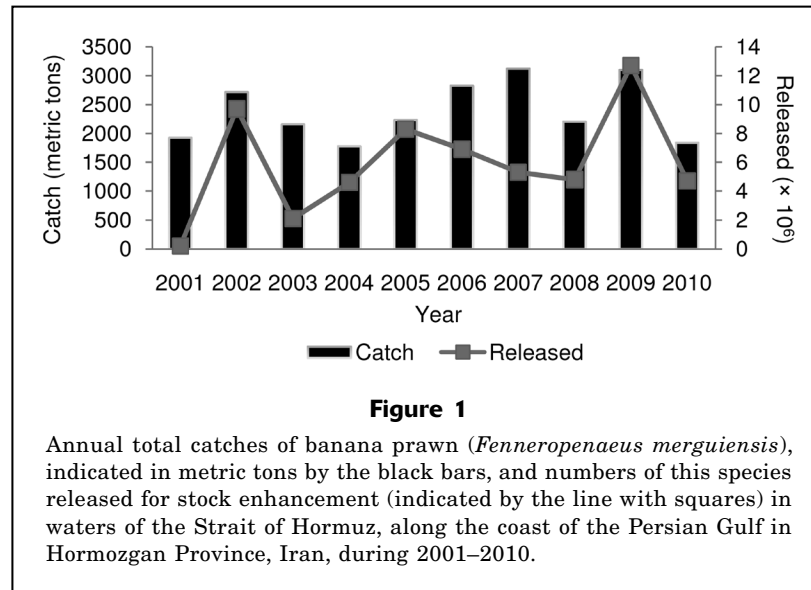 3500
3000
2500
2000
1500
1000
500
0
Catch (metric tons)
14
12
10
8
6
4
2
0
Released (× 10⁶)
2001 2002 2003 2004 2005 2006 2007 2008 2009 2010
Year
Catch Released
Figure 1
Annual total catches of banana prawn (Fenneropenaeus merguiensis),
indicated in metric tons by the black bars, and numbers of this species
released for stock enhancement (indicated by the line with squares) in
waters of the Strait of Hormuz, along the coast of the Persian Gulf in
Hormozgan Province, Iran, during 2001–2010.